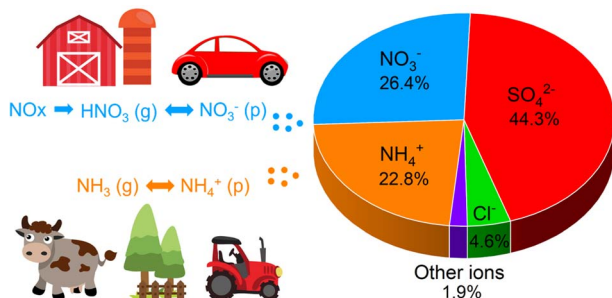 NOx → HNO₃ (g) ↔ NO₃⁻ (p)
NH₃ (g) ↔ NH₄⁺ (p)
NO₃⁻
26.4%
SO₄²⁻
44.3%
NH₄⁺
22.8%
Cl⁻
4.6%
Other ions
1.9%